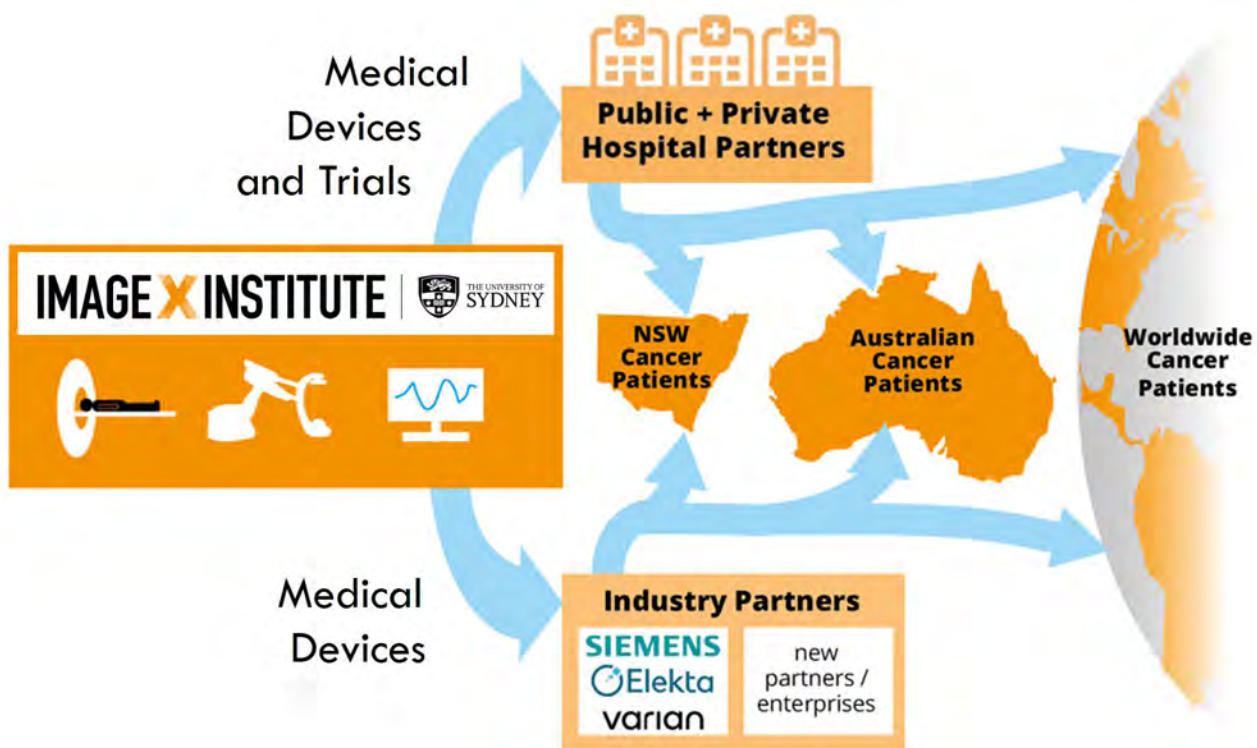 Medical
Devices
and Trials
Public + Private
Hospital Partners
IMAGE X INSTITUTE
THE UNIVERSITY OF
SYDNEY
NSW
Cancer
Patients
Australian
Cancer
Patients
Worldwide
Cancer
Patients
Medical
Devices
Industry Partners
SIEMENS
Elekta
varian
new
partners /
enterprises